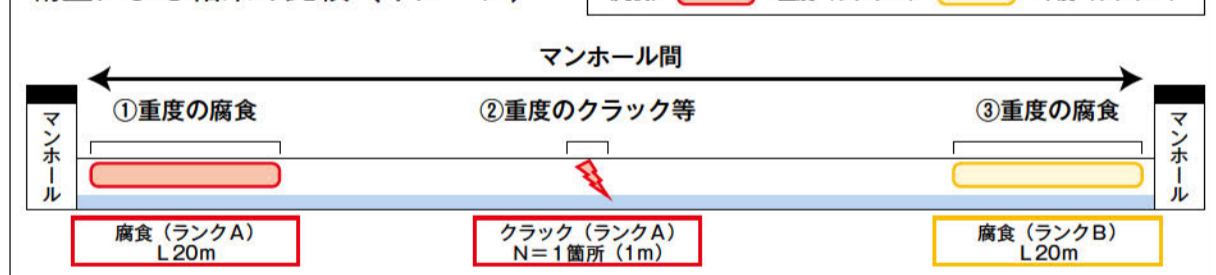 マンホール間
①重度の腐食
②重度のクラック等
③重度の腐食
マンホール
マンホール
腐食（ランクA）
L20m
クラック（ランクA）
N＝1箇所（1m）
腐食（ランクB）
L20m